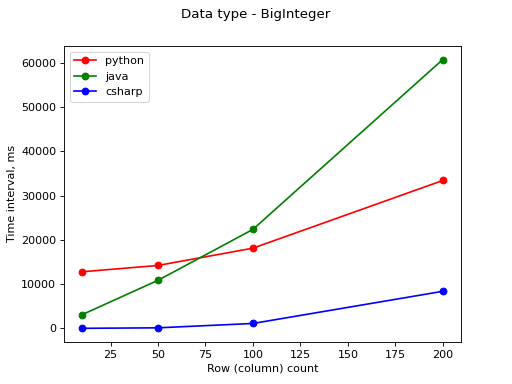 Data type - BigInteger
python
java
csharp
60000
50000
40000
30000
20000
10000
0
Time interval, ms
25 50 75 100 125 150 175 200
Row (column) count